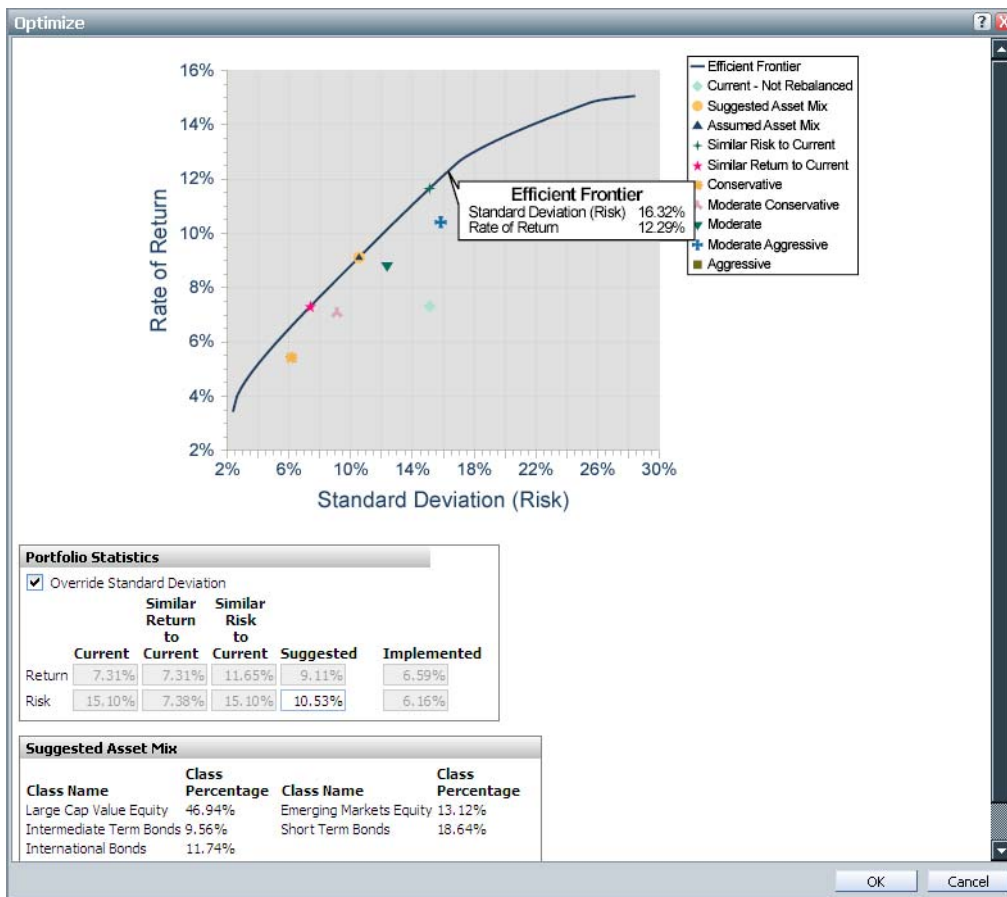 Optimize
?
X
16%
14%
12%
10%
8%
6%
4%
2%
Rate of Return
2% 6% 10% 14% 18% 22% 26% 30%
Standard Deviation (Risk)
Efficient Frontier
Current - Not Rebalanced
Suggested Asset Mix
Assumed Asset Mix
Similar Risk to Current
Similar Return to Current
Conservative
Moderate Conservative
Moderate
Moderate Aggressive
Aggressive
Efficient Frontier
Standard Deviation (Risk) 16.32%
Rate of Return 12.29%
Portfolio Statistics
Override Standard Deviation
Similar Similar
Return Risk
to to
Current Current Current Suggested Implemented
Return 7.31% 7.31% 11.65% 9.11% 6.59%
Risk 15.10% 7.38% 15.10% 10.53% 6.16%
Suggested Asset Mix
Class Class
Class Name Percentage Class Name Percentage
Large Cap Value Equity 46.94% Emerging Markets Equity 13.12%
Intermediate Term Bonds 9.56% Short Term Bonds 18.64%
International Bonds 11.74%
OK Cancel